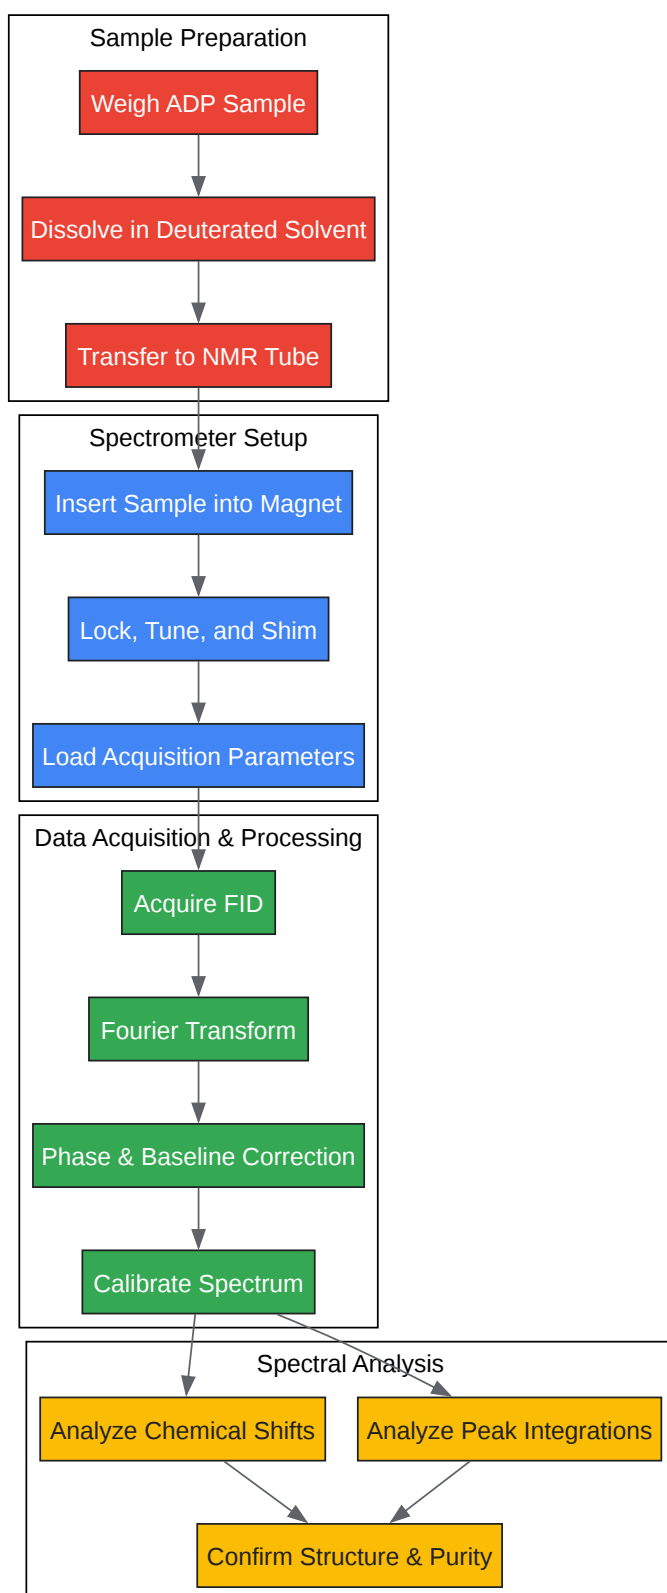 Sample Preparation
Weigh ADP Sample
Dissolve in Deuterated Solvent
Transfer to NMR Tube
Spectrometer Setup
Insert Sample into Magnet
Lock, Tune, and Shim
Load Acquisition Parameters
Data Acquisition & Processing
Acquire FID
Fourier Transform
Phase & Baseline Correction
Calibrate Spectrum
Spectral Analysis
Analyze Chemical Shifts
Analyze Peak Integrations
Confirm Structure & Purity